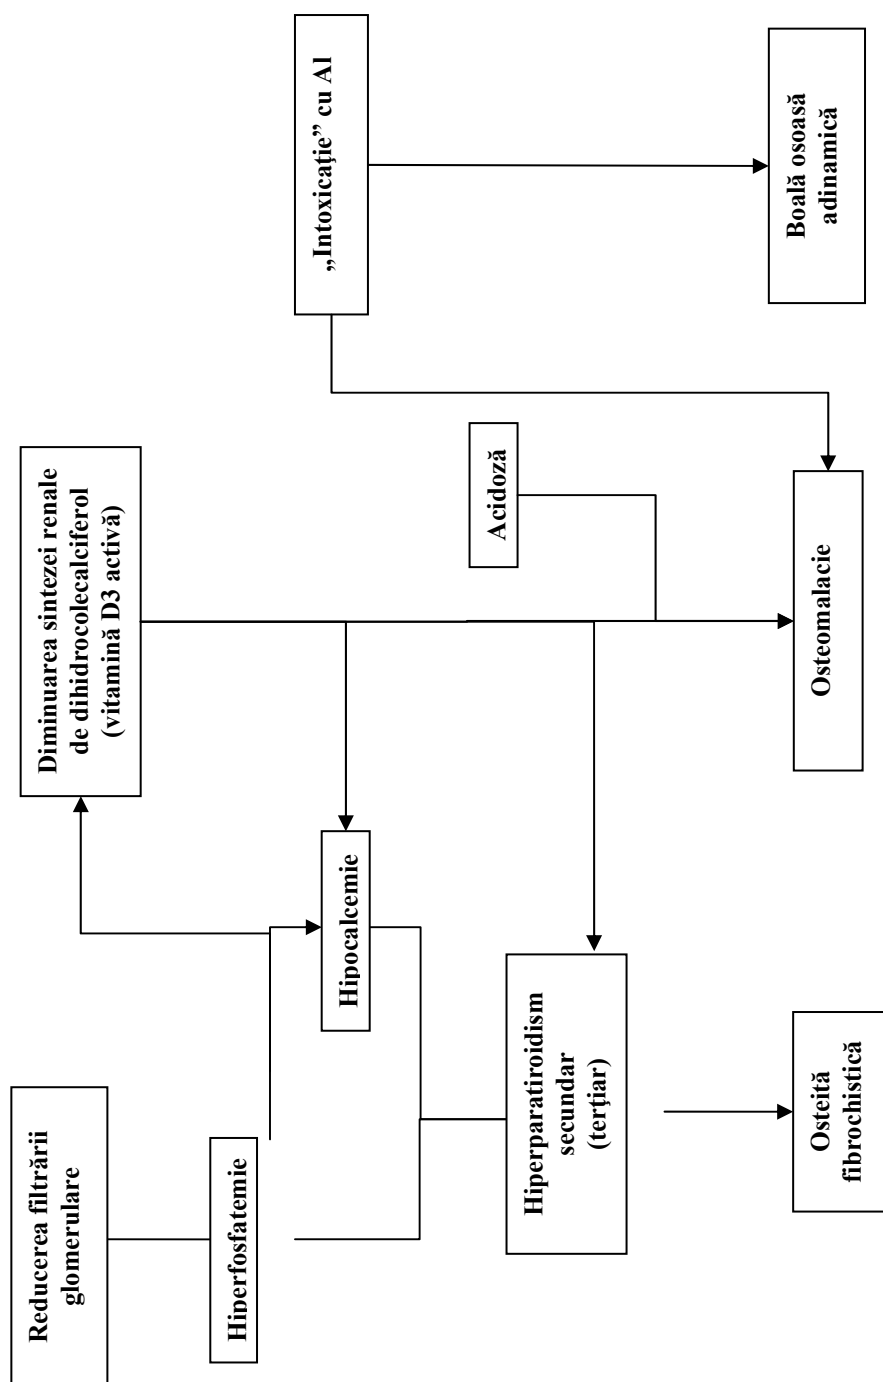 Reducerea filtrării
glomerulare
Diminuarea sintezei renale
de dihidrocolecalciferol
(vitamină D3 activă)
Hiperfosfatemie
Hipocalcemie
„Intoxicaţie” cu Al
Acidoză
Hiperparatiroidism
secundar
(terţiar)
Osteită
fibrochistică
Osteomalacie
Boală osoasă
adinamică